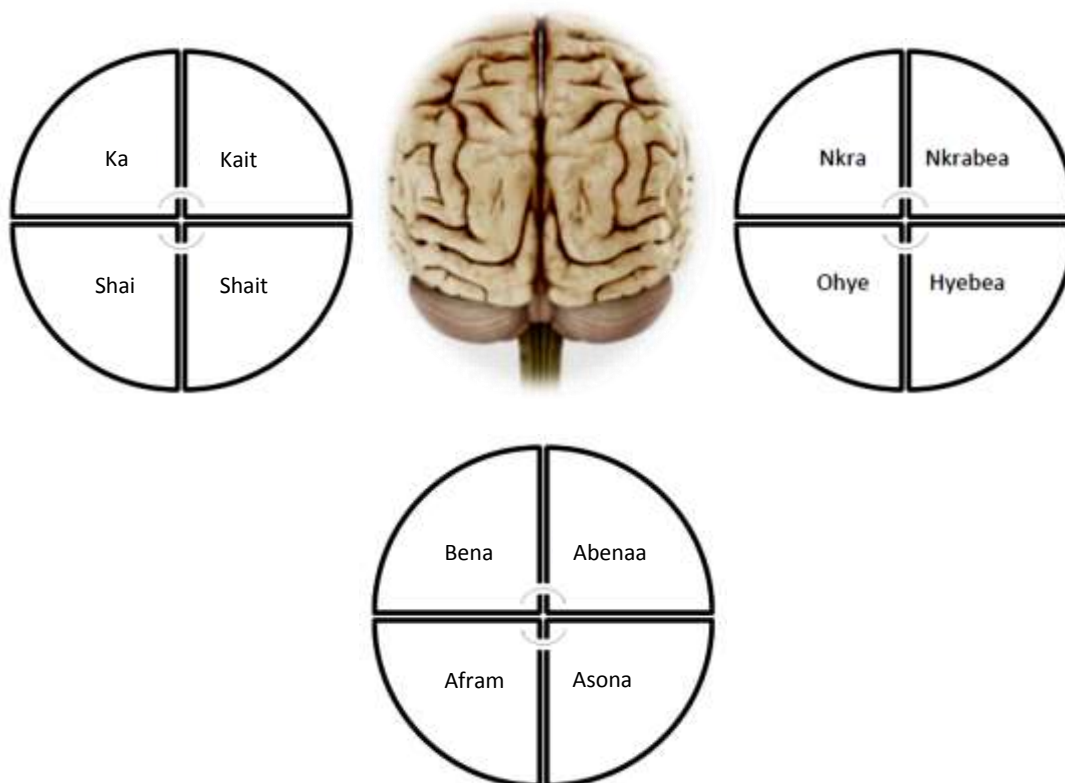 Ka Kait
Shai Shait
Nkra Nkrabea
Ohye Hyebea
Bena Abenaa
Afram Asona